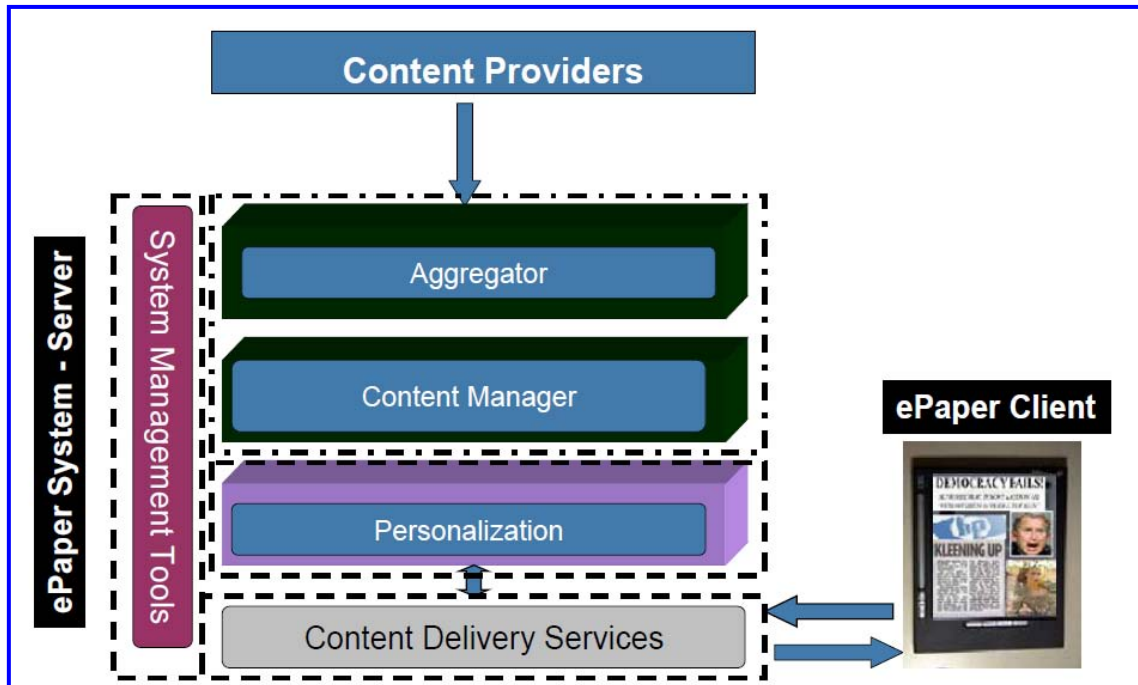 Content Providers
ePaper System - Server
System Management Tools
Aggregator
Content Manager
Personalization
Content Delivery Services
ePaper Client
DEMOCRACY FAILS!
KLEENING UP